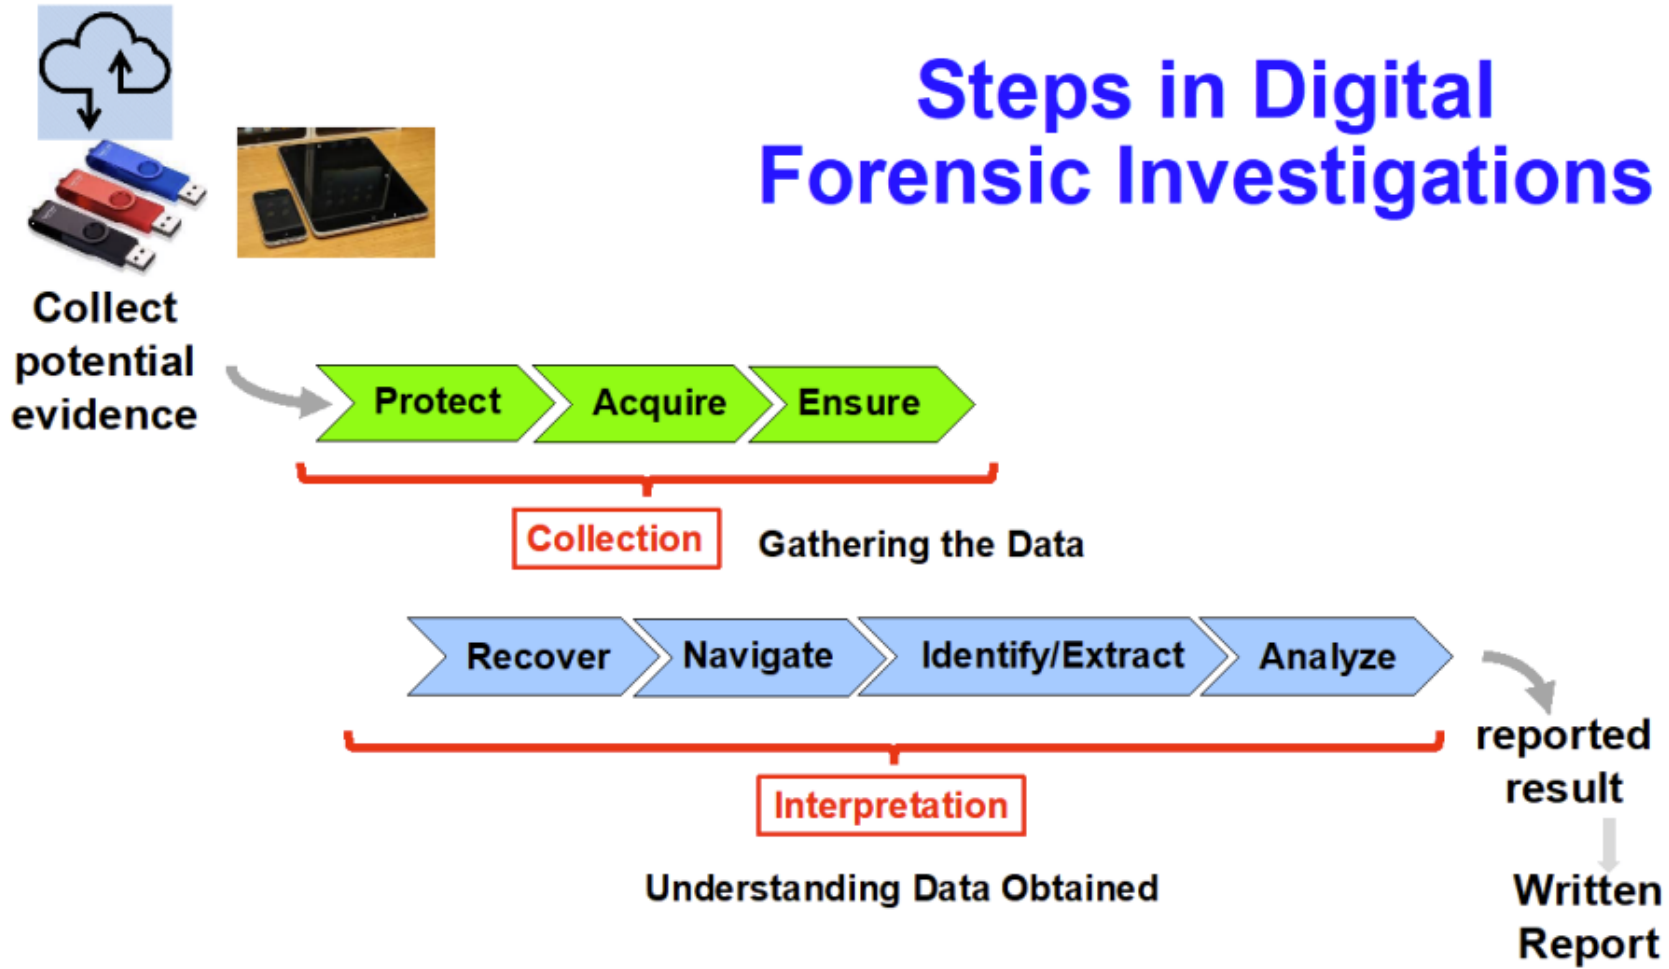 Steps in Digital
Forensic Investigations
Collect
potential
evidence
Protect
Acquire
Ensure
Collection
Gathering the Data
Recover
Navigate
Identify/Extract
Analyze
Interpretation
Understanding Data Obtained
reported
result
Written
Report